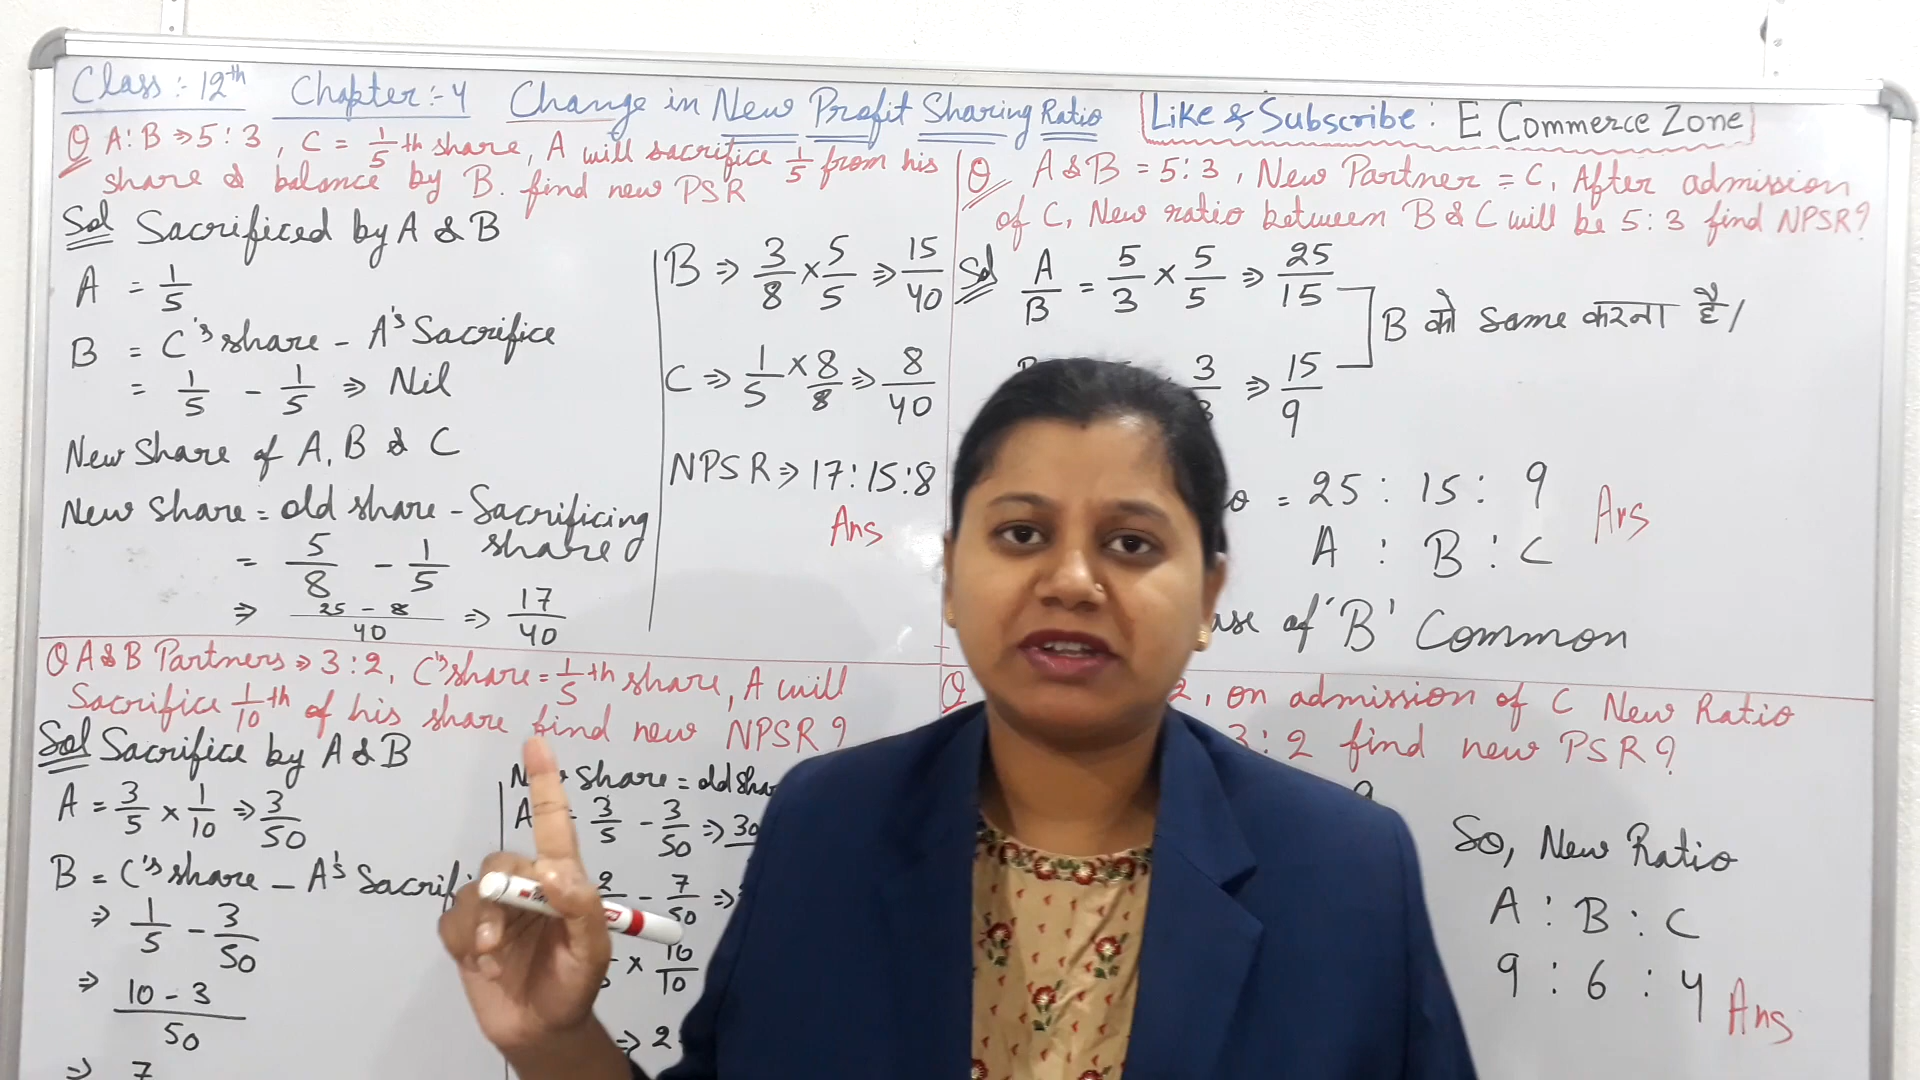 Class :- 12th Chapter :- 4 Change in New Profit Sharing Ratio
Like & Subscribe : E Commerce Zone
Q A : B ⇒ 5 : 3 , C = 1/5 th share, A will sacrifice 1/5 from his
share & balance by B. find new PSR
Sol Sacrificed by A & B
A = 1/5
B = C's share - A's Sacrifice
= 1/5 - 1/5 ⇒ Nil
New Share of A, B & C
New Share = old share - Sacrificing
share
= 5/8 - 1/5
⇒ 25 - 8 / 40 ⇒ 17/40
B ⇒ 3/8 × 5/5 ⇒ 15/40
C ⇒ 1/5 × 8/8 ⇒ 8/40
NPSR ⇒ 17 : 15 : 8
Ans
Q A & B = 5 : 3 , New Partner = C, After admission
of C, New ratio between B & C will be 5 : 3 find NPSR ?
Sol A/B = 5/3 × 5/5 ⇒ 25/15
B को same करना है /
3 ⇒ 15/9
= 25 : 15 : 9 Ans
A : B : C
of 'B' Common
Q A & B Partners ⇒ 3 : 2, C's share = 1/5 th share, A will
Sacrifice 1/10 th of his share find new NPSR ?
Sol Sacrifice by A & B
A = 3/5 × 1/10 ⇒ 3/50
B = C's share - A's
⇒ 1/5 - 3/50
⇒ 10 - 3 / 50
⇒ 7
Share = old
A 3/5 - 3/50 ⇒ 30
2 - 7/50 ⇒
× 10/10
⇒ 2
Q 2, on admission of C New Ratio
3 : 2 find new PSR ?
So, New Ratio
A : B : C
9 : 6 : 4 Ans